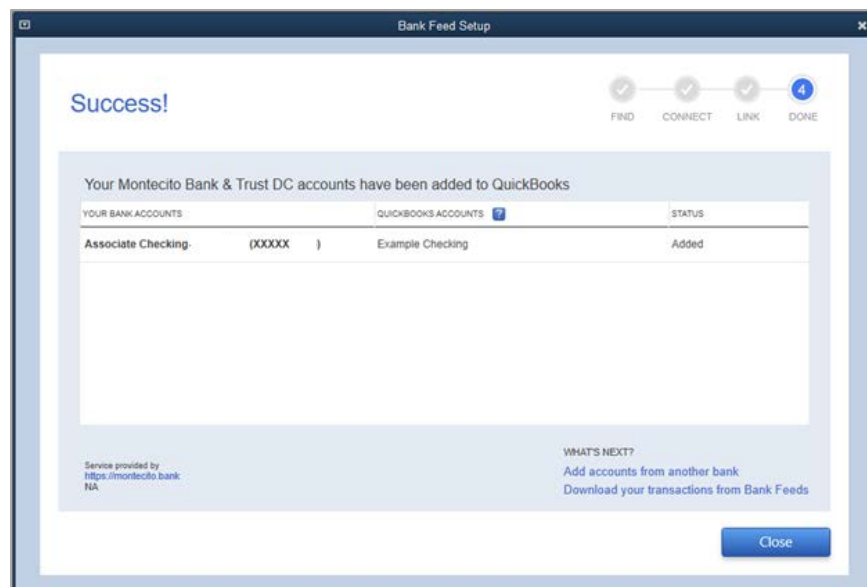 Bank Feed Setup
Success!
4
FIND CONNECT LINK DONE
Your Montecito Bank & Trust DC accounts have been added to QuickBooks
YOUR BANK ACCOUNTS QUICKBOOKS ACCOUNTS ? STATUS
Associate Checking- (XXXXX ) Example Checking Added
Service provided by
https://montecito.bank
NA
WHAT'S NEXT?
Add accounts from another bank
Download your transactions from Bank Feeds
Close